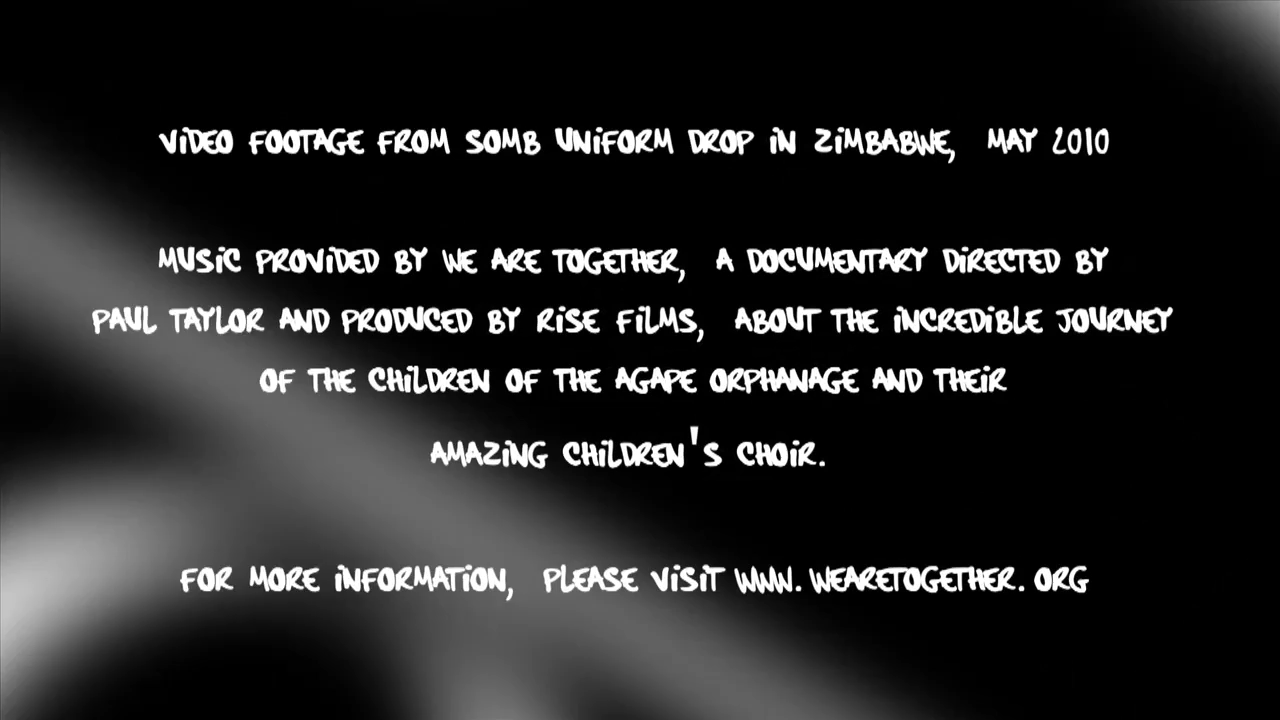 VIDEO FOOTAGE FROM SOMB UNIFORM DROP IN ZIMBABWE, MAY 2010
MUSIC PROVIDED BY WE ARE TOGETHER, A DOCUMENTARY DIRECTED BY
PAUL TAYLOR AND PRODUCED BY RISE FILMS, ABOUT THE INCREDIBLE JOURNEY
OF THE CHILDREN OF THE AGAPE ORPHANAGE AND THEIR
AMAZING CHILDREN'S CHOIR.
FOR MORE INFORMATION, PLEASE VISIT WWW. WEARETOGETHER. ORG